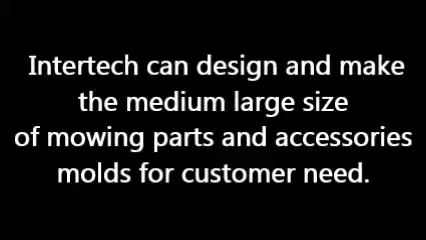 Intertech can design and make
the medium large size
of mowing parts and accessories
molds for customer need.